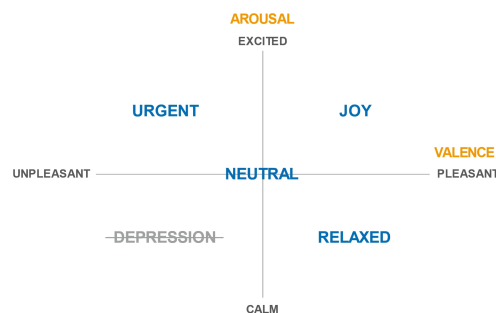 AROUSAL
EXCITED
URGENT JOY
VALENCE
UNPLEASANT NEUTRAL PLEASANT
DEPRESSION RELAXED
CALM